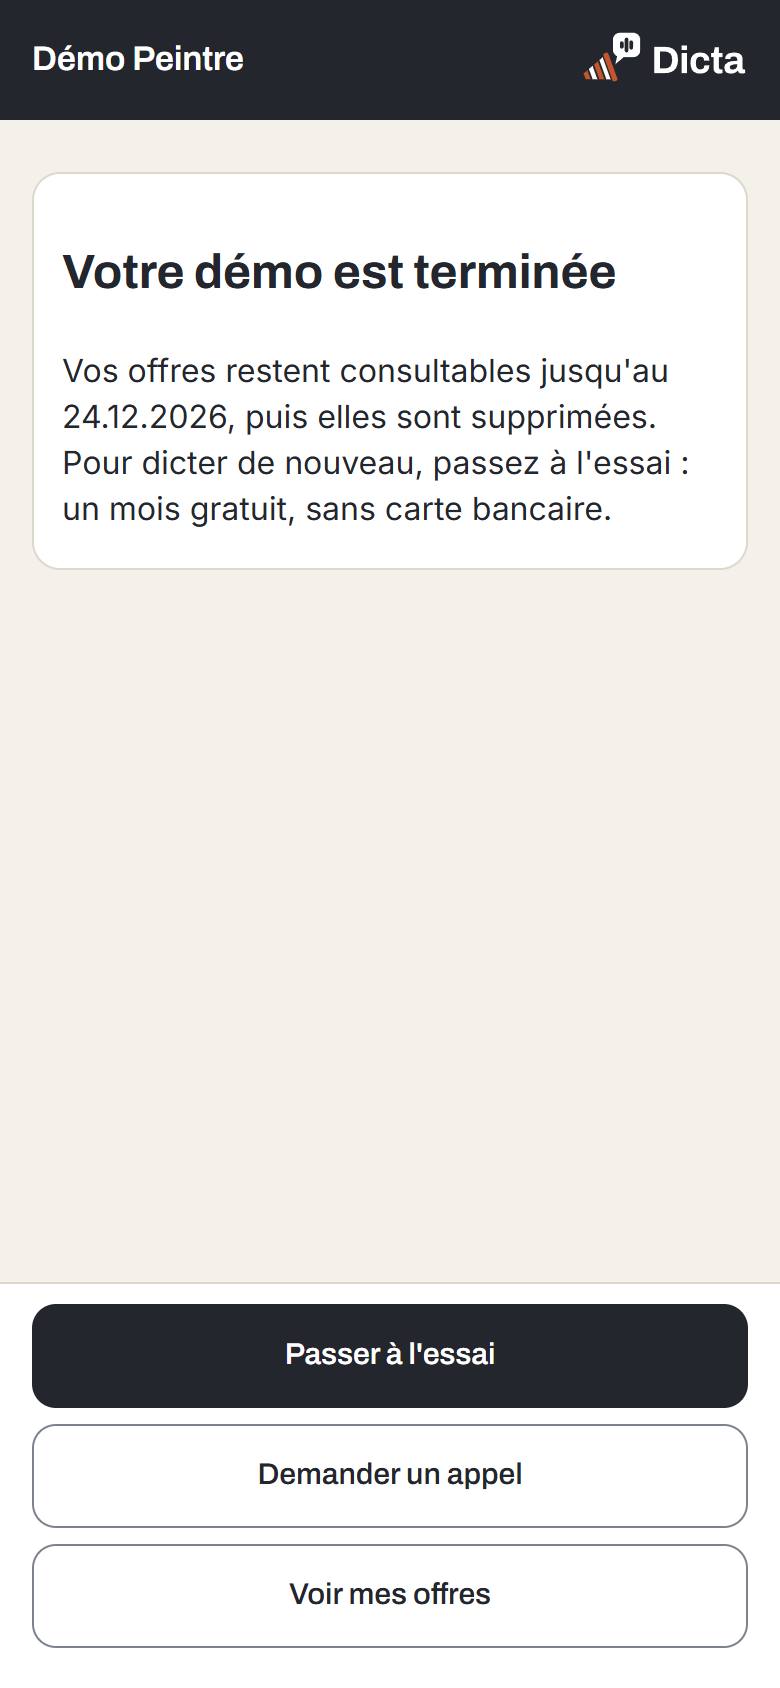 Démo Peintre
Dicta
Votre démo est terminée
Vos offres restent consultables jusqu'au
24.12.2026, puis elles sont supprimées.
Pour dicter de nouveau, passez à l'essai :
un mois gratuit, sans carte bancaire.
Passer à l'essai
Demander un appel
Voir mes offres